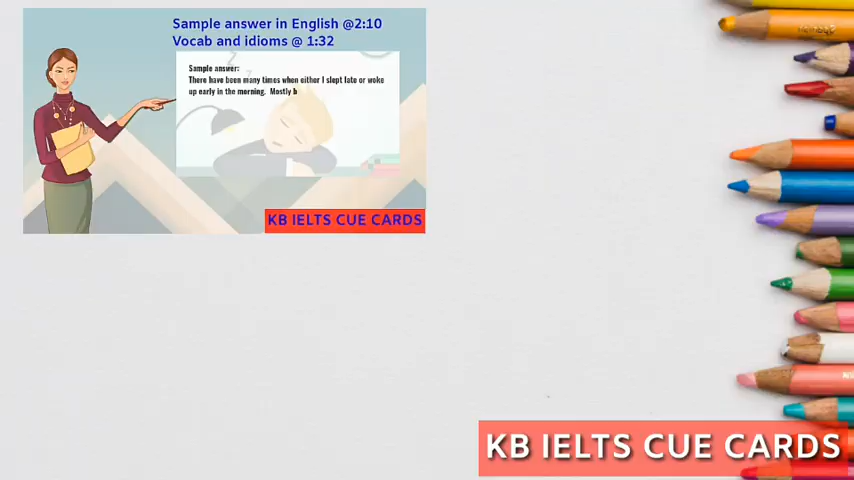 Sample answer in English @2:10
Vocab and idioms @ 1:32
Sample answer:
There have been many times when either I slept late or woke
up early in the morning. Mostly b
KB IELTS CUE CARDS
KB IELTS CUE CARDS